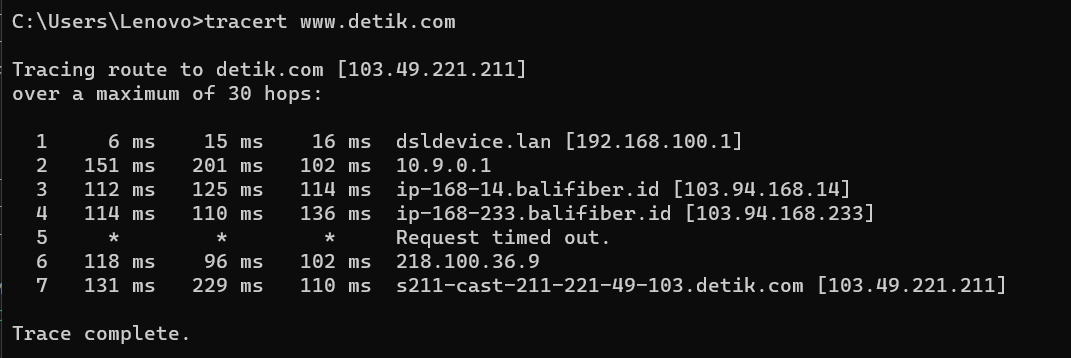 C:\Users\Lenovo>tracert www.detik.com
Tracing route to detik.com [103.49.221.211]
over a maximum of 30 hops:
1 6 ms 15 ms 16 ms dsldevice.lan [192.168.100.1]
2 151 ms 201 ms 102 ms 10.9.0.1
3 112 ms 125 ms 114 ms ip-168-14.balifiber.id [103.94.168.14]
4 114 ms 110 ms 136 ms ip-168-233.balifiber.id [103.94.168.233]
5 * * * Request timed out.
6 118 ms 96 ms 102 ms 218.100.36.9
7 131 ms 229 ms 110 ms s211-cast-211-221-49-103.detik.com [103.49.221.211]
Trace complete.